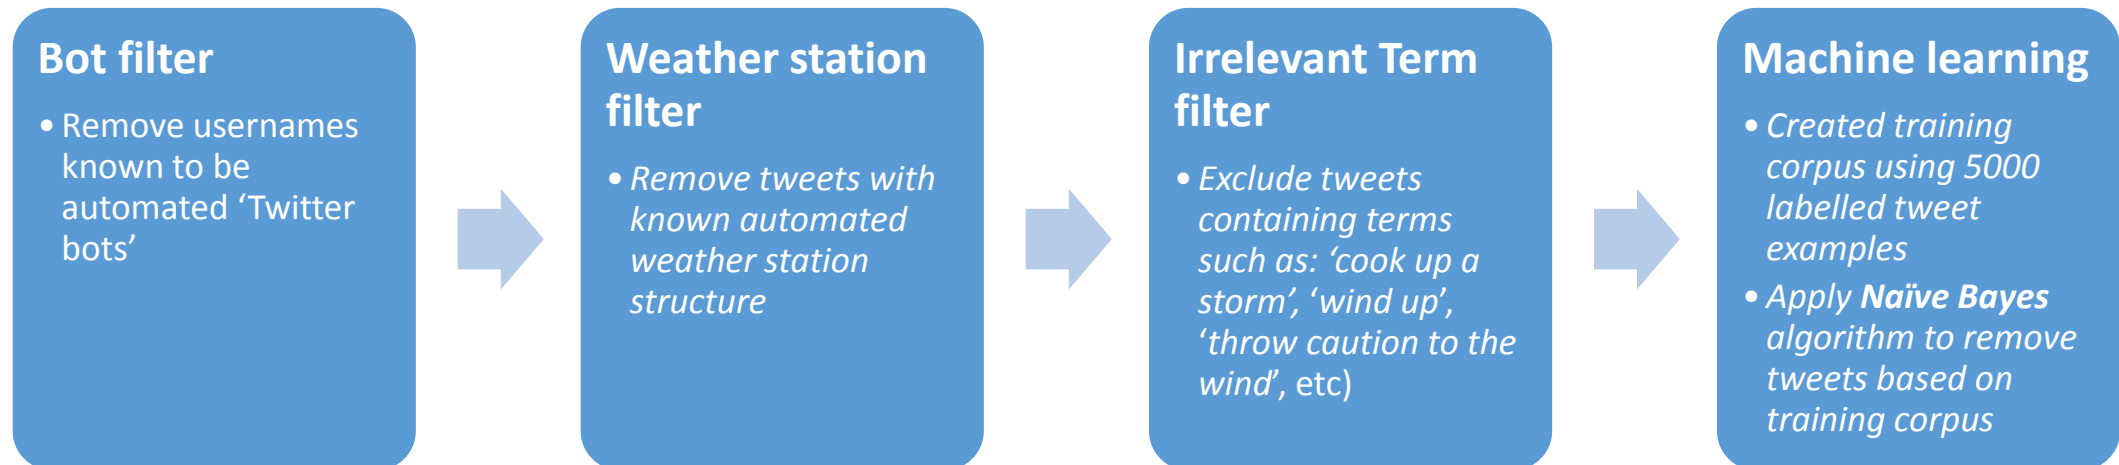 Bot filter
• Remove usernames
known to be
automated ‘Twitter
bots’
Weather station
filter
• Remove tweets with
known automated
weather station
structure
Irrelevant Term
filter
• Exclude tweets
containing terms
such as: ‘cook up a
storm’, ‘wind up’,
‘throw caution to the
wind’, etc)
Machine learning
• Created training
corpus using 5000
labelled tweet
examples
• Apply Naïve Bayes
algorithm to remove
tweets based on
training corpus